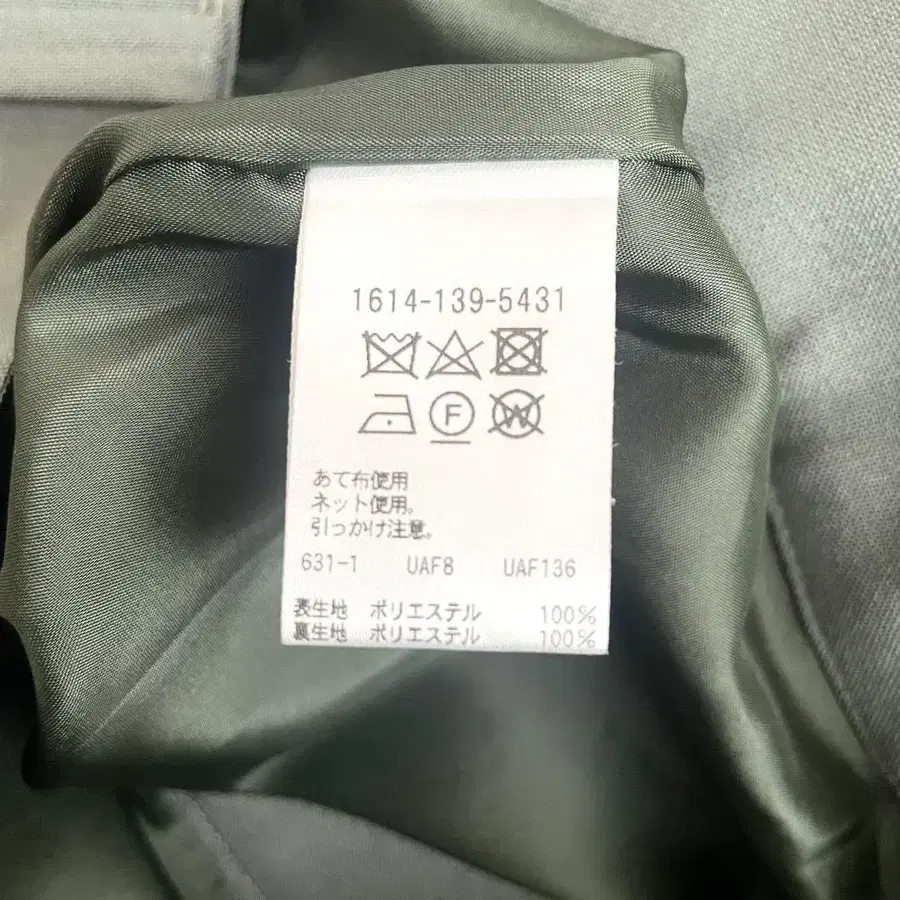 1614-139-5431
F W
あて布使用
ネット使用。
引っかけ注意。
631-1 UAF8 UAF136
表生地 ポリエステル 100%
裏生地 ポリエステル 100%